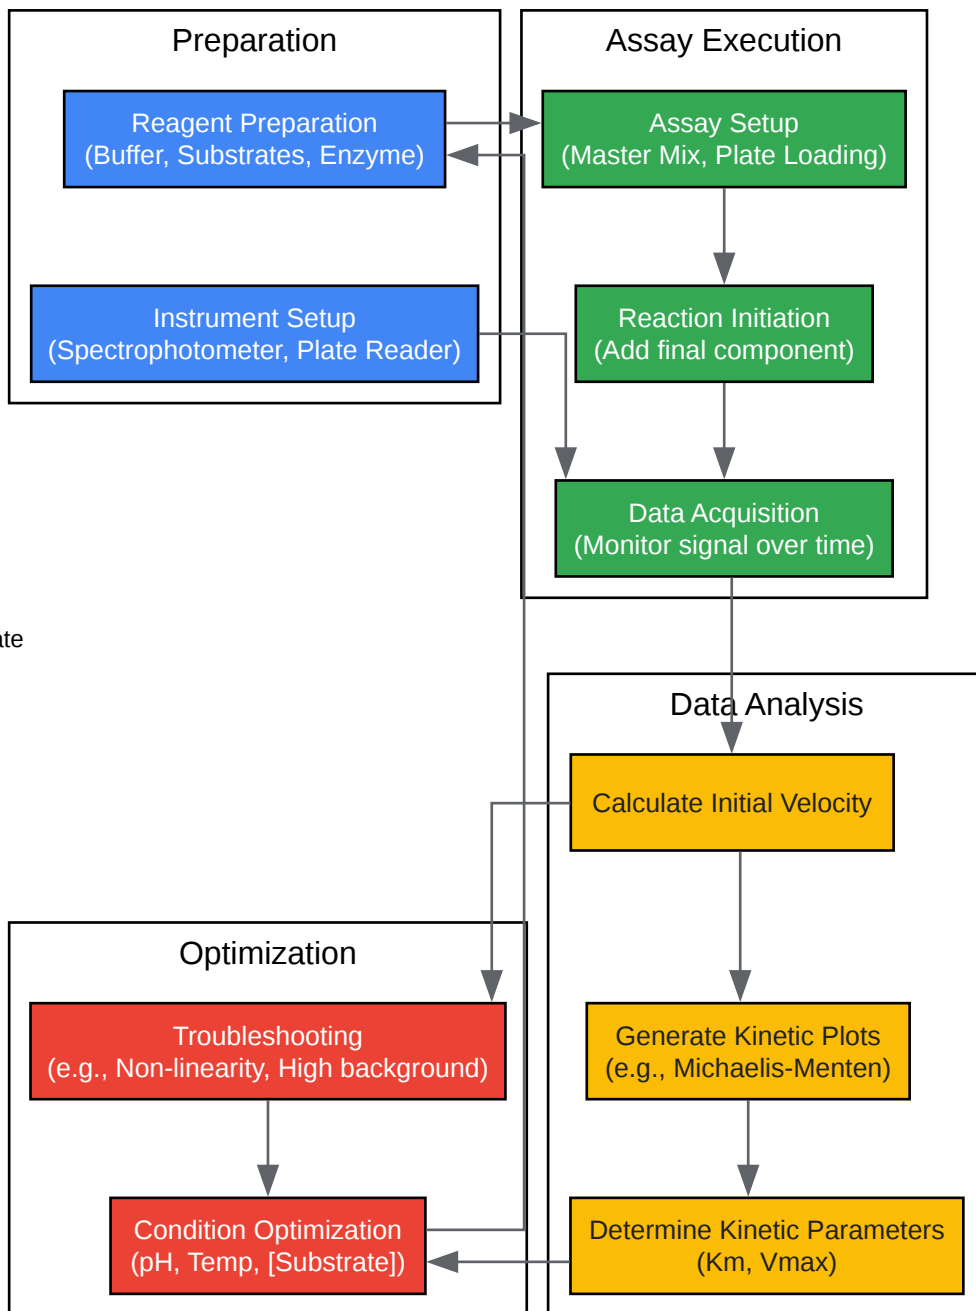 Preparation
Reagent Preparation
(Buffer, Substrates, Enzyme)
Instrument Setup
(Spectrophotometer, Plate Reader)
Assay Execution
Assay Setup
(Master Mix, Plate Loading)
Reaction Initiation
(Add final component)
Data Acquisition
(Monitor signal over time)
Data Analysis
Calculate Initial Velocity
Generate Kinetic Plots
(e.g., Michaelis-Menten)
Determine Kinetic Parameters
(Km, Vmax)
Optimization
Troubleshooting
(e.g., Non-linearity, High background)
Condition Optimization
(pH, Temp, [Substrate])